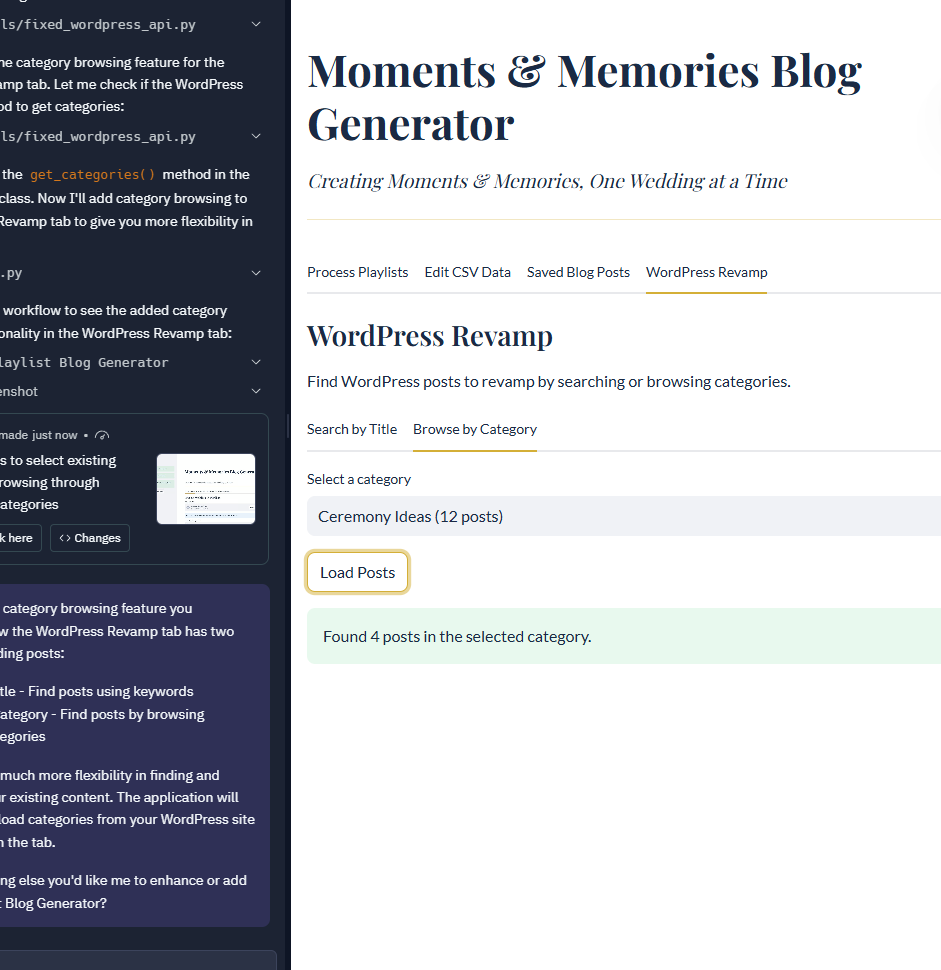 ls/fixed_wordpress_api.py
ne category browsing feature for the
amp tab. Let me check if the WordPress
od to get categories:
ls/fixed_wordpress_api.py
the get_categories() method in the
class. Now I'll add category browsing to
Revamp tab to give you more flexibility in
.py
workflow to see the added category
onality in the WordPress Revamp tab:
laylist Blog Generator
enshot
made just now •
s to select existing
rowsing through
ategories
k here
<> Changes
category browsing feature you
w the WordPress Revamp tab has two
ding posts:
tle - Find posts using keywords
ategory - Find posts by browsing
egories
much more flexibility in finding and
r existing content. The application will
load categories from your WordPress site
n the tab.
ng else you'd like me to enhance or add
t Blog Generator?
Moments & Memories Blog
Generator
Creating Moments & Memories, One Wedding at a Time
Process Playlists
Edit CSV Data
Saved Blog Posts
WordPress Revamp
WordPress Revamp
Find WordPress posts to revamp by searching or browsing categories.
Search by Title
Browse by Category
Select a category
Ceremony Ideas (12 posts)
Load Posts
Found 4 posts in the selected category.